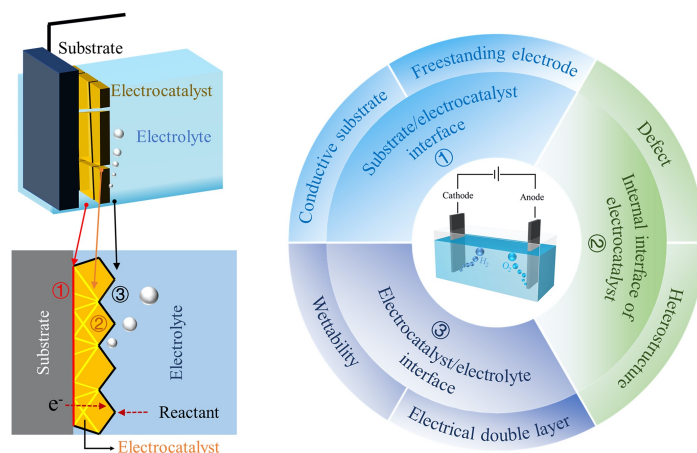 Substrate
Electrocatalyst
Electrolyte
①
②
③
Substrate
Electrolyte
e-
Reactant
Electrocatalyst
Freestanding electrode
Conductive substrate
Substrate/electrocatalyst
interface
①
Defect
Heterostructure
Internal interface of
electrocatalyst
②
Cathode
Anode
H₂
O₂
③
Electrocatalyst/electrolyte
interface
Wettability
Electrical double layer